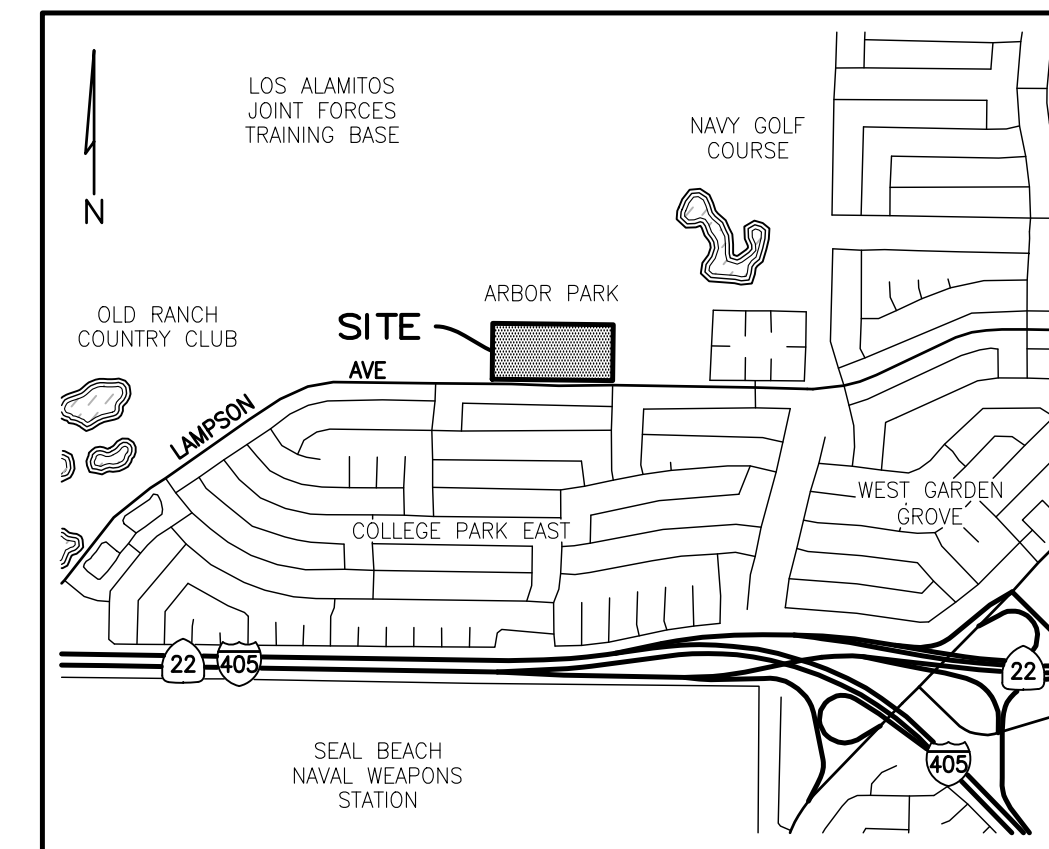 LOS ALAMITOS
JOINT FORCES
TRAINING BASE
NAVY GOLF
COURSE
N
ARBOR PARK
OLD RANCH
COUNTRY CLUB
SITE
AVE
LAMPSON
WEST GARDEN
GROVE
COLLEGE PARK EAST
22
405
22
SEAL BEACH
NAVAL WEAPONS
STATION
405